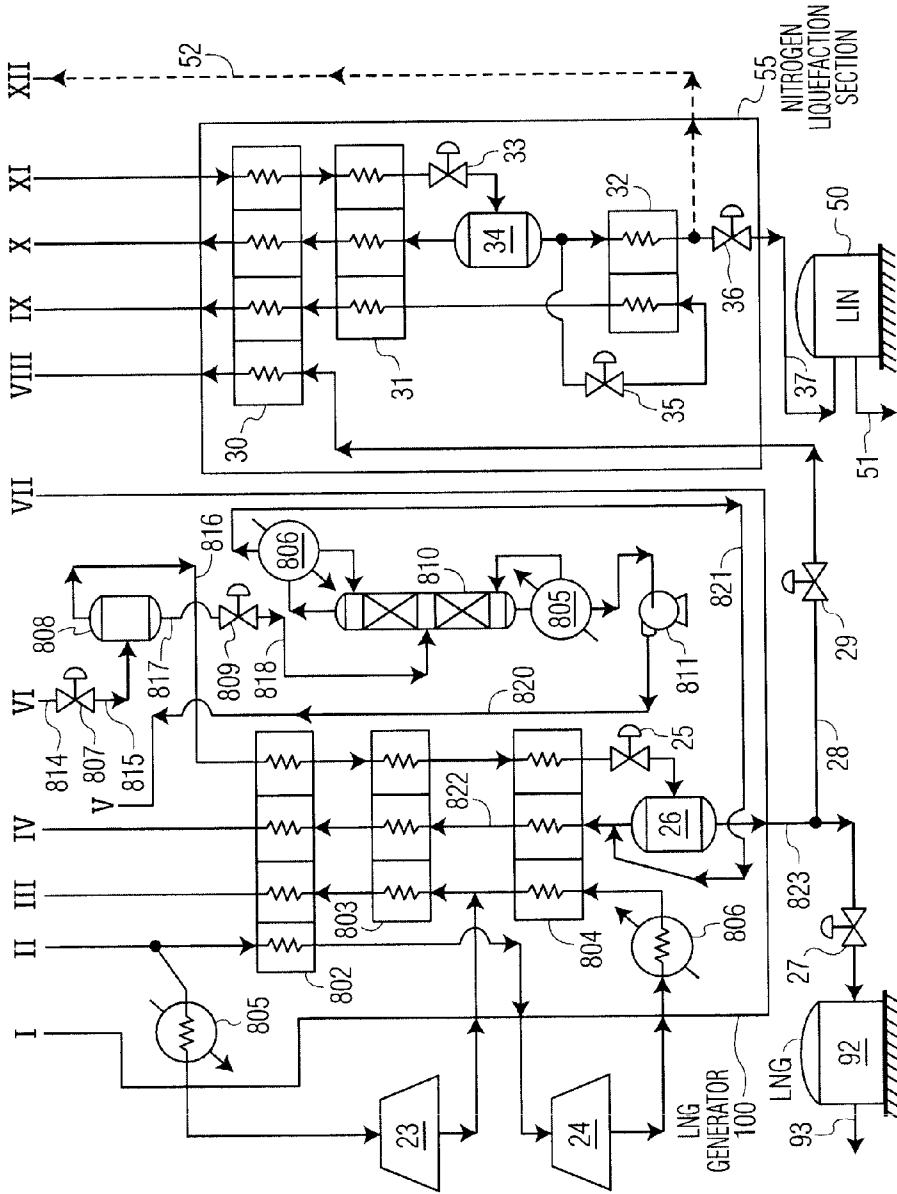 I
II
III
IV
V
VI
VII
VIII
IX
X
XI
XII
814
807
815
808
816
817
809
818
806
810
805
811
820
821
52
55
NITROGEN
LIQUEFACTION
SECTION
33
34
32
31
30
35
36
37
50
LIN
51
805
802
803
822
804
25
26
806
823
28
29
27
23
24
LNG
GENERATOR
100
LNG
92
93